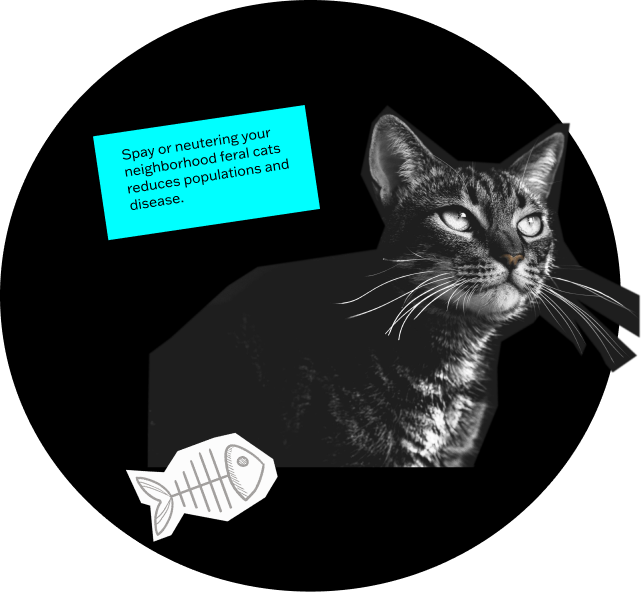 Spay or neutering your
neighborhood feral cats
reduces populations and
disease.